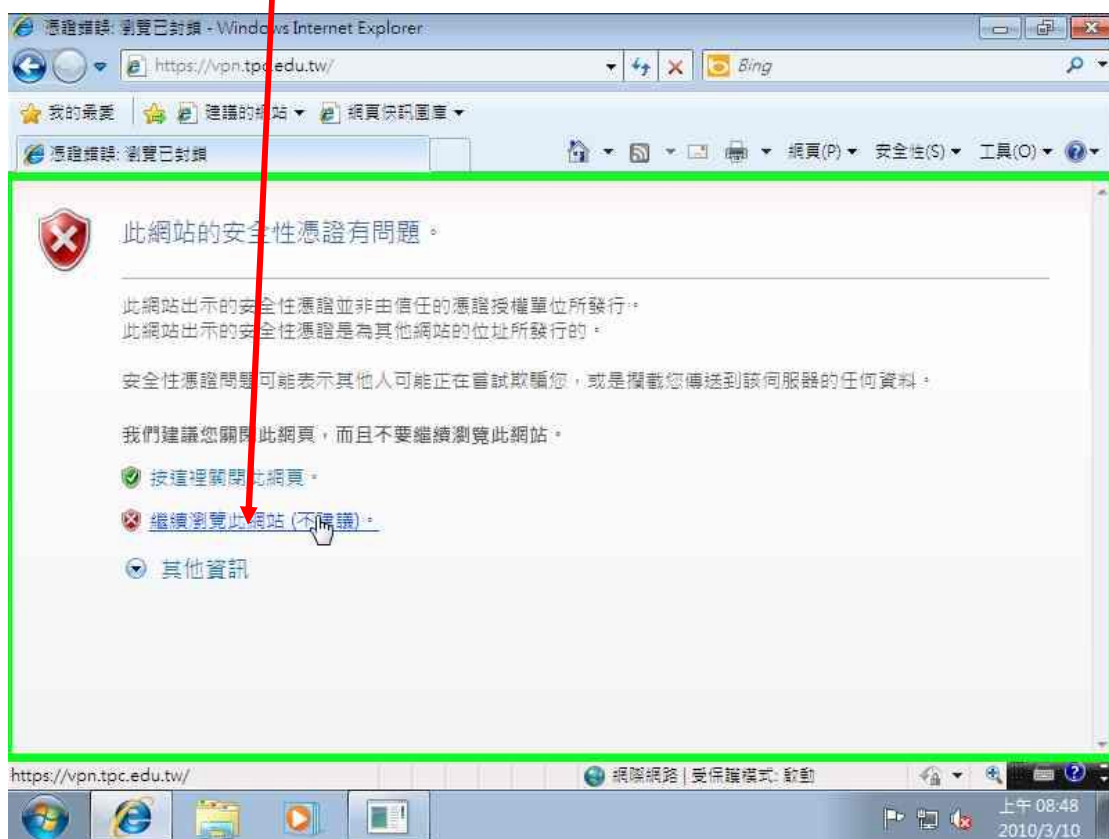 憑證錯誤: 瀏覽已封鎖 - Windows Internet Explorer
https://vpn.tpc.edu.tw/
Bing
我的最愛 建議的網站 網頁快訊圖庫
憑證錯誤: 瀏覽已封鎖 網頁(P) 安全性(S) 工具(O)
此網站的安全性憑證有問題。
此網站出示的安全性憑證並非由信任的憑證授權單位所發行。
此網站出示的安全性憑證是為其他網站的位址所發行的。
安全性憑證問題可能表示其他人可能正在嘗試欺騙您，或是攔截您傳送到該伺服器的任何資料。
我們建議您關閉此網頁，而且不要繼續瀏覽此網站。
按這裡關閉此網頁。
繼續瀏覽此網站 (不建議)。
其他資訊
https://vpn.tpc.edu.tw/ 網際網路 | 受保護模式: 啟動
上午 08:48
2010/3/10